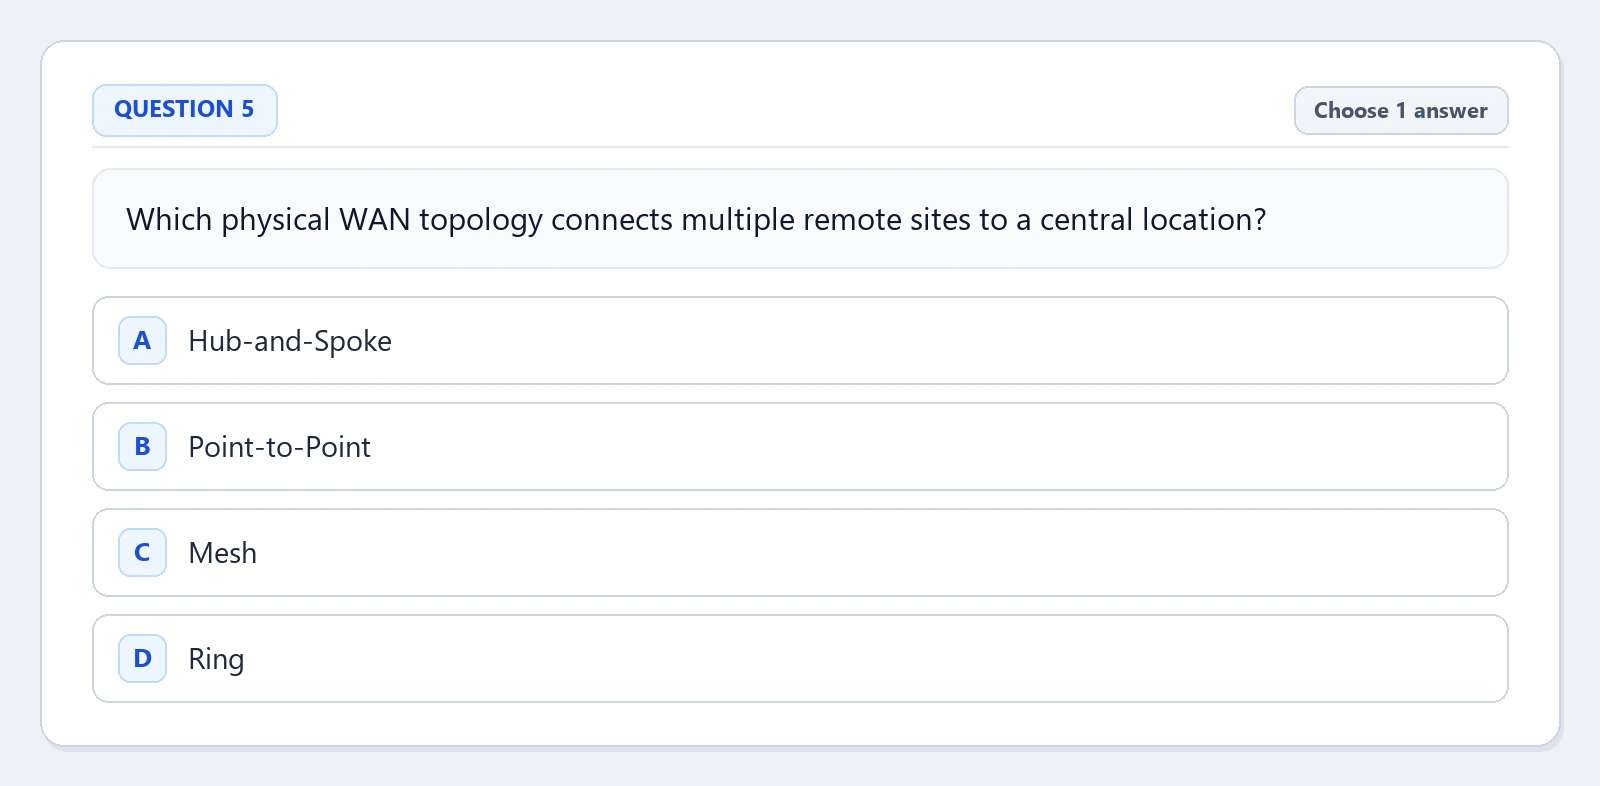 QUESTION 5
Choose 1 answer
Which physical WAN topology connects multiple remote sites to a central location?
A Hub-and-Spoke
B Point-to-Point
C Mesh
D Ring